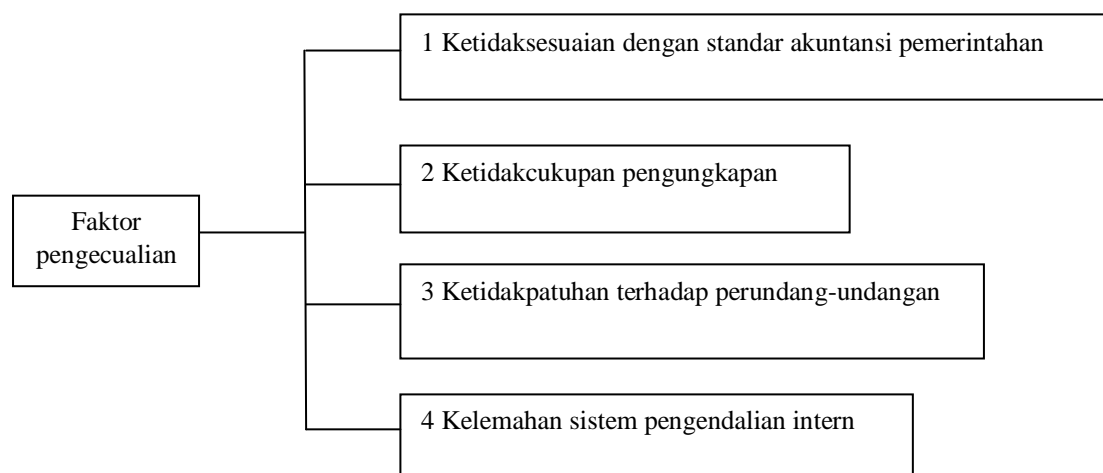 Faktor
pengecualian
1 Ketidaksesuaian dengan standar akuntansi pemerintahan
2 Ketidakcukupan pengungkapan
3 Ketidakpatuhan terhadap perundang-undangan
4 Kelemahan sistem pengendalian intern